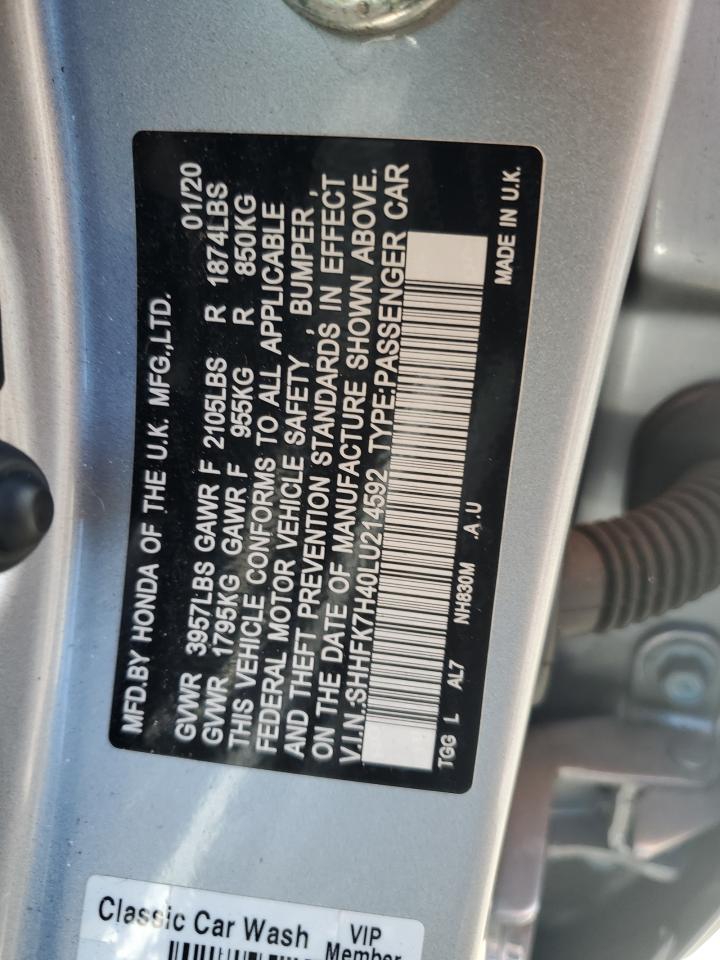 MFD.BY HONDA OF THE U.K. MFG.,LTD.
01/20
GVWR 3957LBS GAWR F 2105LBS R 1874LBS
GVWR 1795KG GAWR F 955KG R 850KG
THIS VEHICLE CONFORMS TO ALL APPLICABLE
FEDERAL MOTOR VEHICLE SAFETY , BUMPER ,
AND THEFT PREVENTION STANDARDS IN EFFECT
ON THE DATE OF MANUFACTURE SHOWN ABOVE.
V.I.N.:SHHFK7H40LU214592 TYPE:PASSENGER CAR
TGG L AL7 NH830M .A.U MADE IN U.K.
Classic Car Wash
VIP
Member